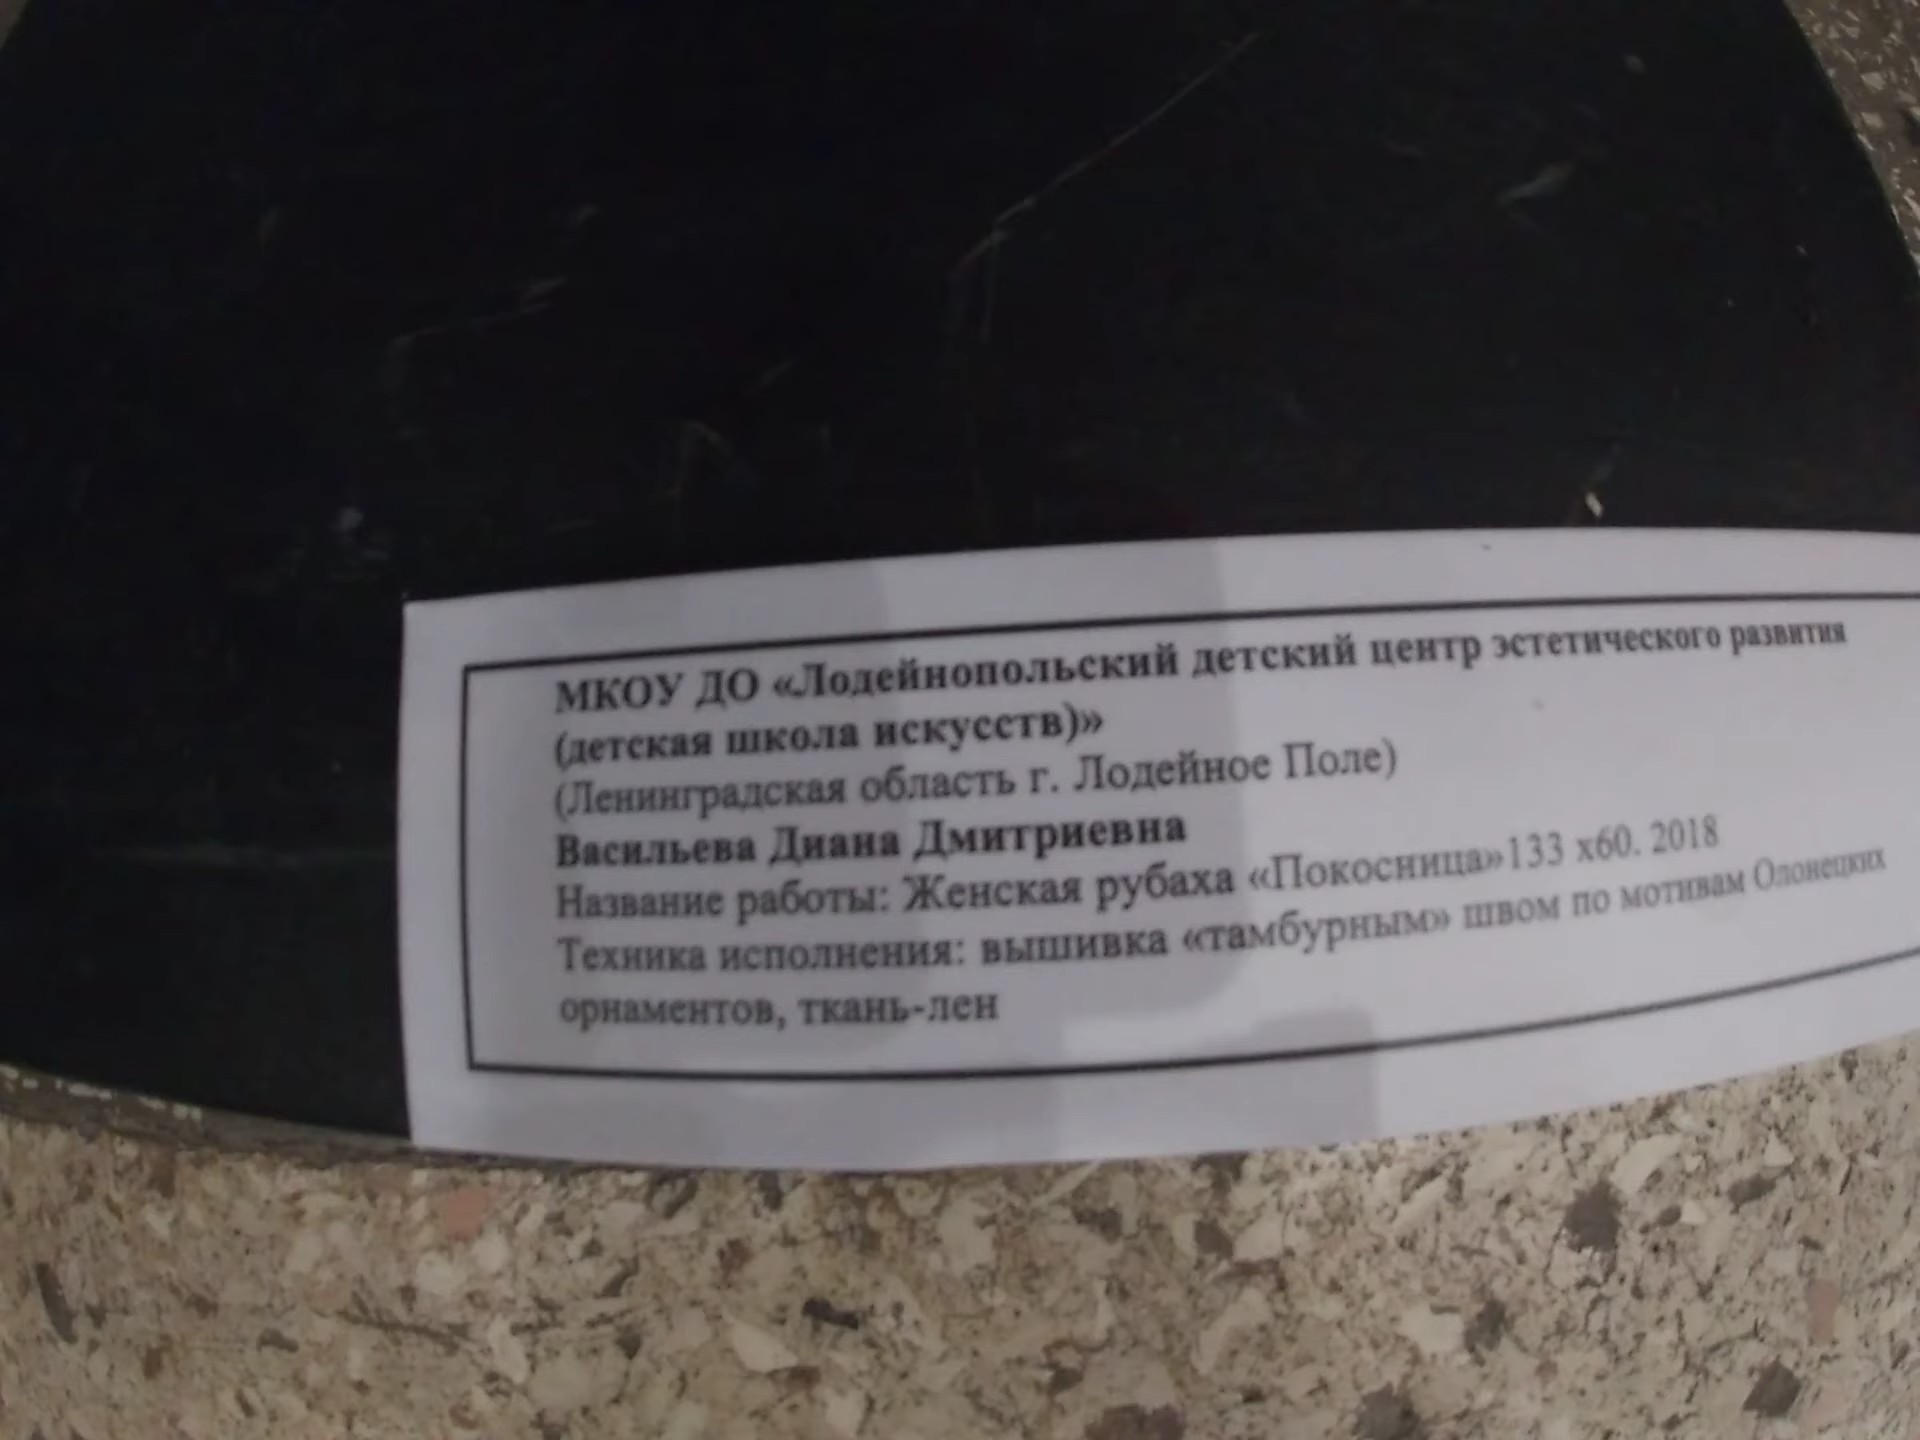 МКОУ ДО «Лодейнопольский детский центр эстетического развития
(детская школа искусств)»
(Ленинградская область г. Лодейное Поле)
Васильева Диана Дмитриевна
Название работы: Женская рубаха «Покосница»133 х60. 2018
Техника исполнения: вышивка «тамбурным» швом по мотивам Олонецких
орнаментов, ткань-лен